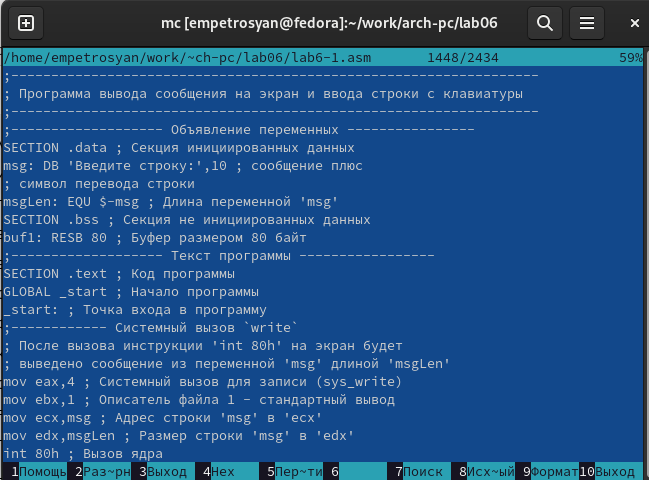 mc [empetrosyan@fedora]:~/work/arch-pc/lab06
/home/empetrosyan/work/~ch-pc/lab06/lab6-1.asm 1448/2434 59%
;------------------------------------------------------------------
; Программа вывода сообщения на экран и ввода строки с клавиатуры
;------------------------------------------------------------------
;------------------- Объявление переменных ----------------
SECTION .data ; Секция инициированных данных
msg: DB 'Введите строку:',10 ; сообщение плюс
; символ перевода строки
msgLen: EQU $-msg ; Длина переменной 'msg'
SECTION .bss ; Секция не инициированных данных
buf1: RESB 80 ; Буфер размером 80 байт
;------------------- Текст программы -----------------
SECTION .text ; Код программы
GLOBAL _start ; Начало программы
_start: ; Точка входа в программу
;------------ Системный вызов `write`
; После вызова инструкции 'int 80h' на экран будет
; выведено сообщение из переменной 'msg' длиной 'msgLen'
mov eax,4 ; Системный вызов для записи (sys_write)
mov ebx,1 ; Описатель файла 1 - стандартный вывод
mov ecx,msg ; Адрес строки 'msg' в 'ecx'
mov edx,msgLen ; Размер строки 'msg' в 'edx'
int 80h ; Вызов ядра
1Помощь 2Раз~рн 3Выход 4Hex 5Пер~ти 6 7Поиск 8Исх~ый 9Формат 10Выход